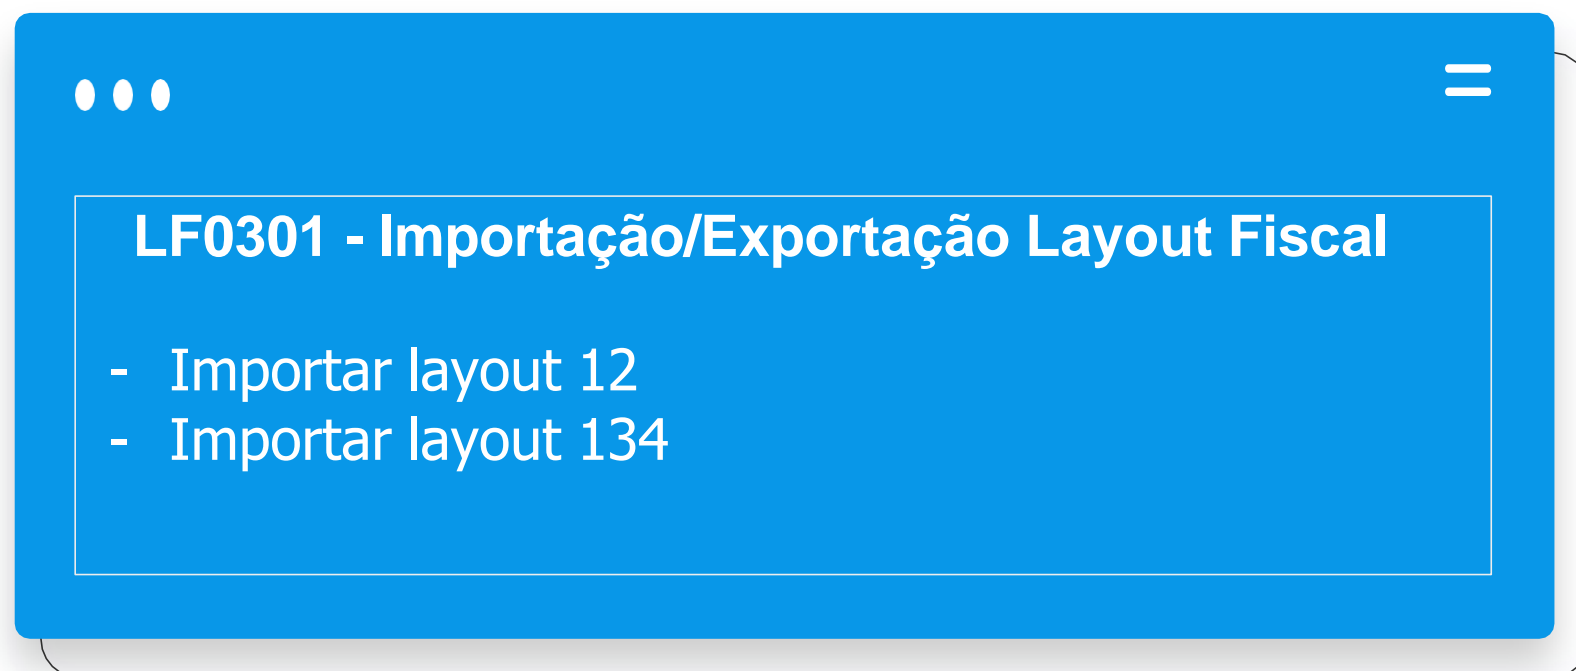 LF0301 - Importação/Exportação Layout Fiscal
- Importar layout 12
- Importar layout 134